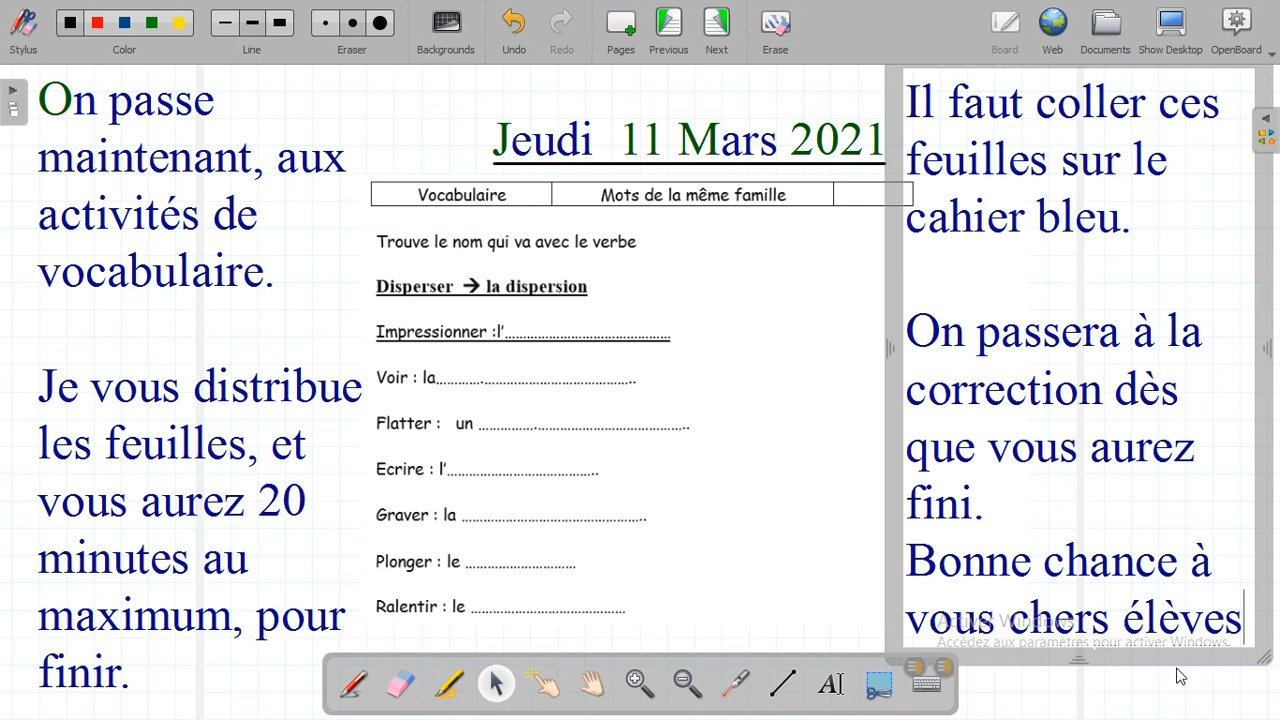 Stylus
Color
Line
Eraser
Backgrounds
Undo
Redo
Pages
Previous
Next
Erase
Board
Web
Documents
Show Desktop
OpenBoard
On passe
maintenant, aux
activités de
vocabulaire.
Je vous distribue
les feuilles, et
vous aurez 20
minutes au
maximum, pour
finir.
Jeudi 11 Mars 2021
Vocabulaire
Mots de la même famille
Trouve le nom qui va avec le verbe
Disperser → la dispersion
Impressionner :l'……………………………………
Voir : la………….…………………………………..
Flatter : un …………….…………………………………..
Ecrire : l'…………………………………..
Graver : la …………………………………………..
Plonger : le …………………………
Ralentir : le ……………………………………
Il faut coller ces
feuilles sur le
cahier bleu.
On passera à la
correction dès
que vous aurez
fini.
Bonne chance à
vous chers élèves
Activer Windows
Accédez aux paramètres pour activer Windows.
AI